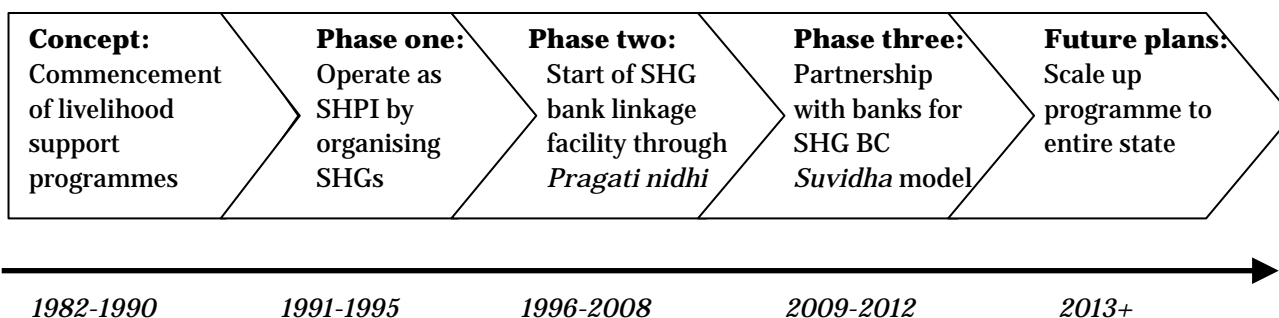 Concept:
Commencement
of livelihood
support
programmes
Phase one:
Operate as
SHPI by
organising
SHGs
Phase two:
Start of SHG
bank linkage
facility through
Pragati nidhi
Phase three:
Partnership
with banks for
SHG BC
Suvidha model
Future plans:
Scale up
programme to
entire state
1982-1990
1991-1995
1996-2008
2009-2012
2013+